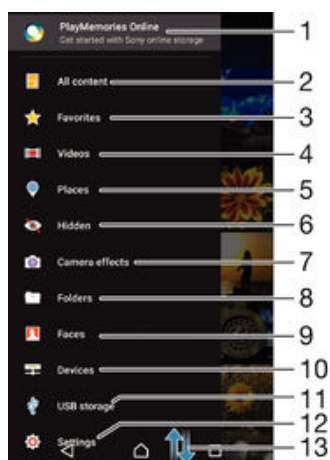 PlayMemories Online
1
Get started with Sony online storage
All content
2
Favorites
3
Videos
4
Places
5
Hidden
6
Camera effects
7
Folders
8
Faces
9
Devices
10
USB storage
11
Settings
12
13